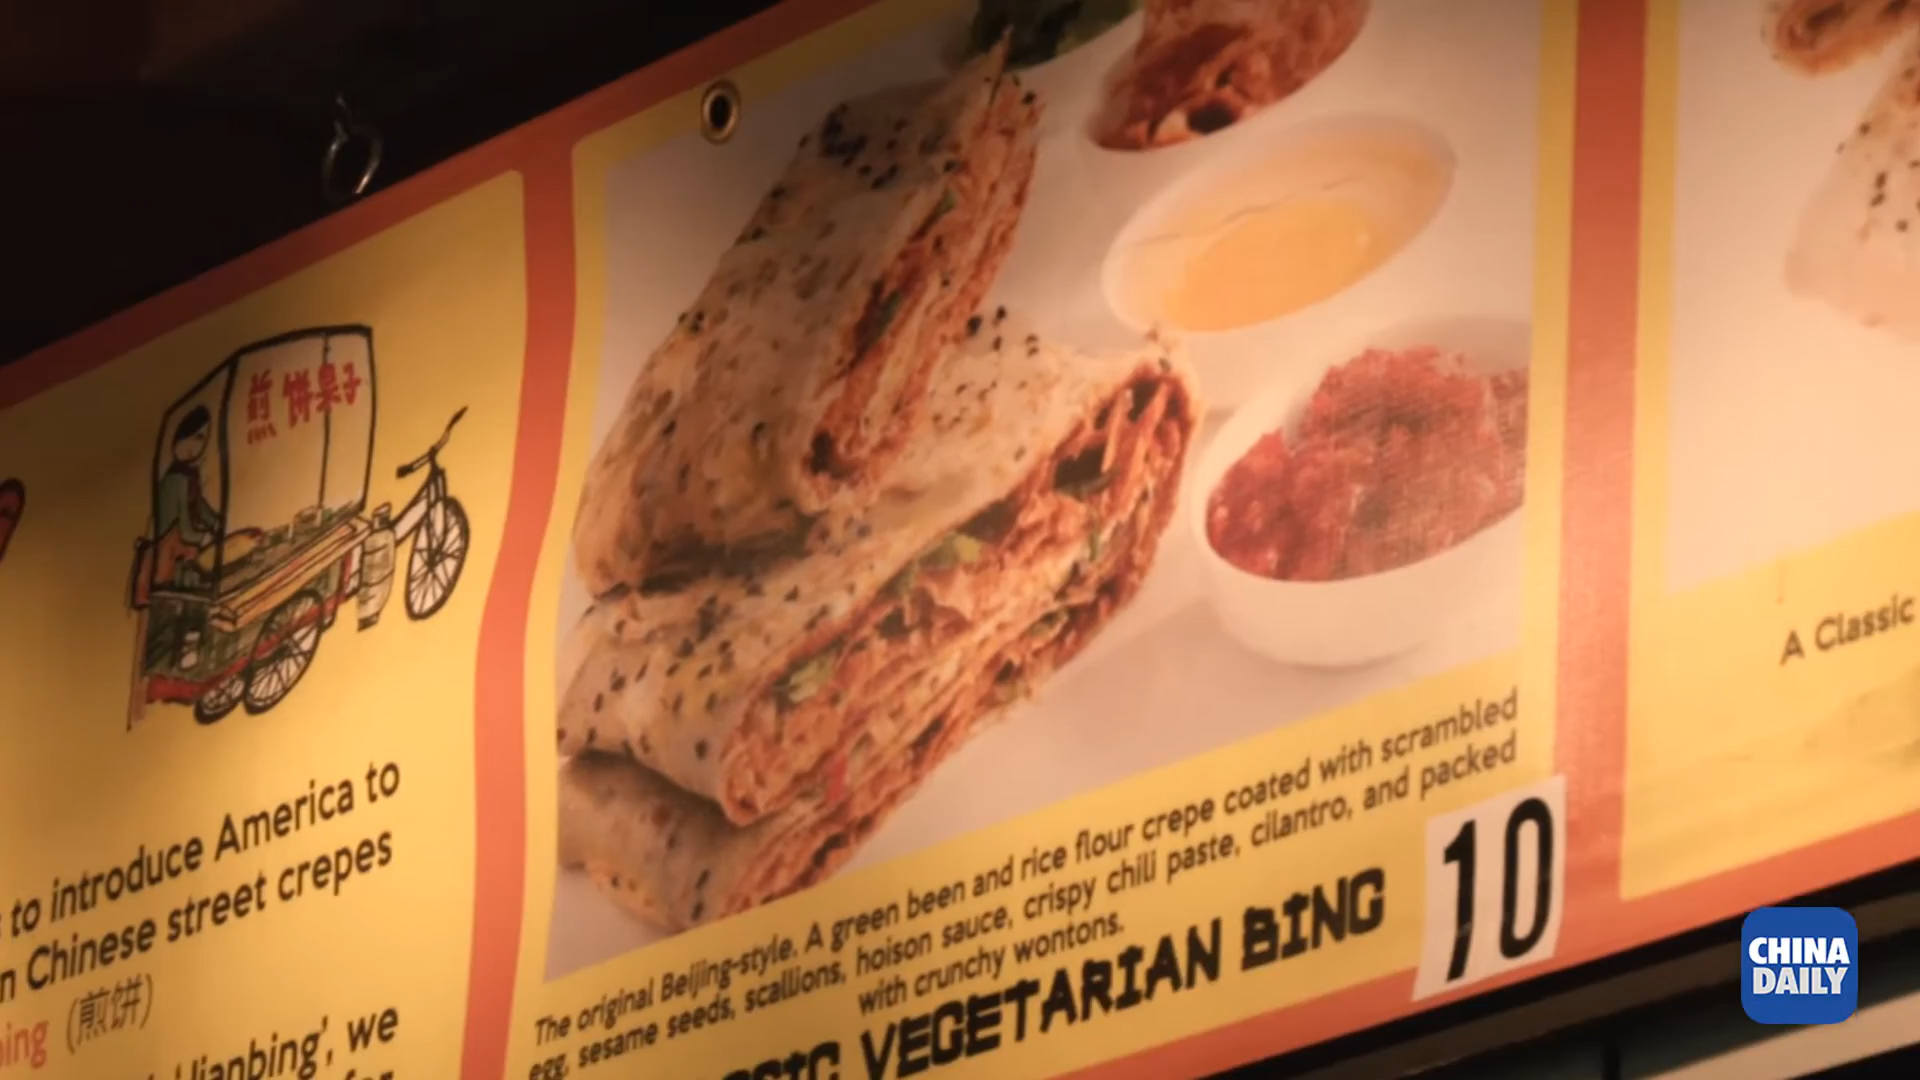 煎饼果子
to introduce America to
Chinese street crepes
(煎饼)
'Jianbing', we
The original Beijing-style. A green been and rice flour crepe coated with scrambled
egg, sesame seeds, scallions, hoison sauce, crispy chili paste, cilantro, and packed
with crunchy wontons.
VEGETARIAN BING
10
A Classic
CHINA
DAILY